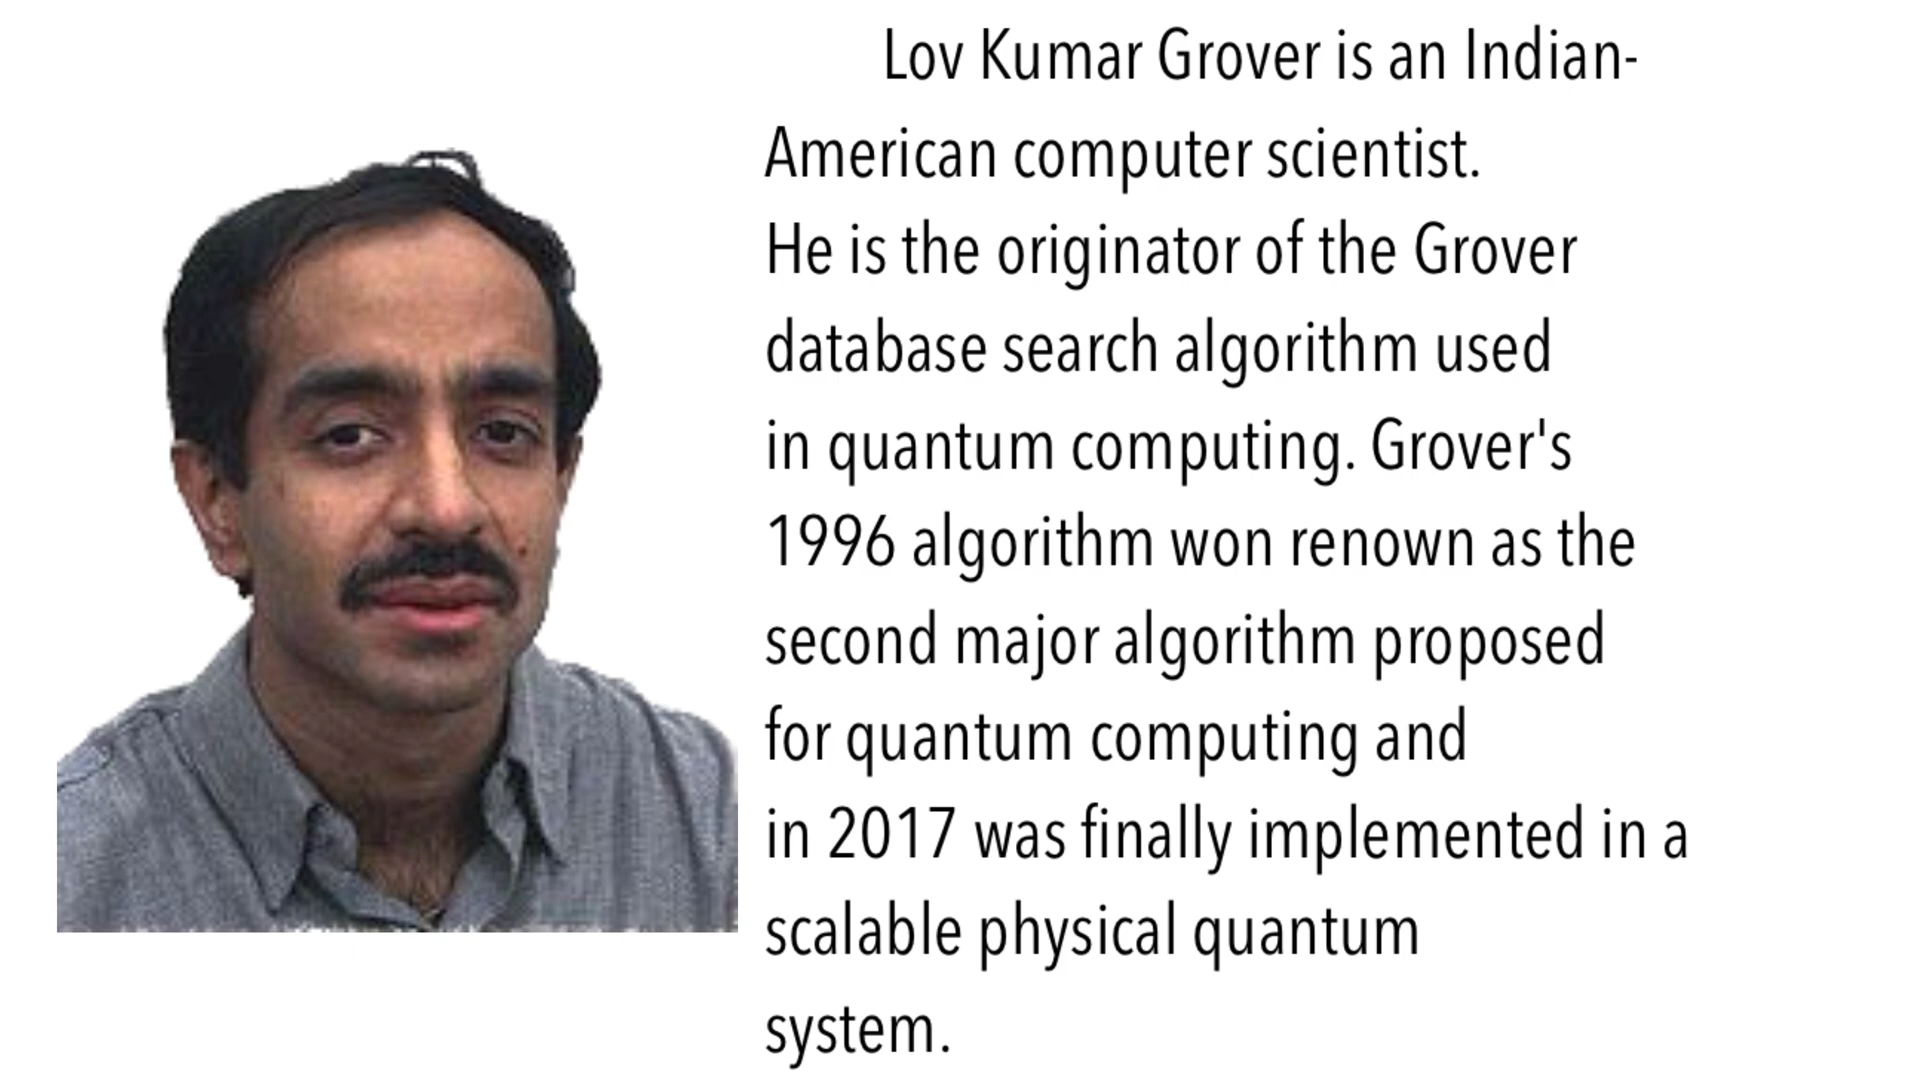 Lov Kumar Grover is an Indian-
American computer scientist.
He is the originator of the Grover
database search algorithm used
in quantum computing. Grover's
1996 algorithm won renown as the
second major algorithm proposed
for quantum computing and
in 2017 was finally implemented in a
scalable physical quantum
system.